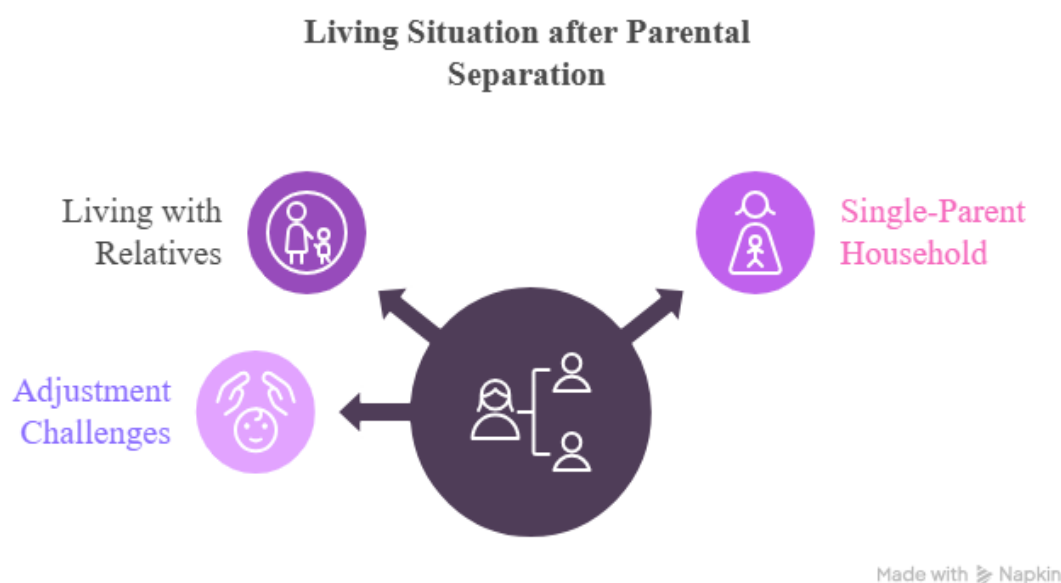 Living Situation after Parental
Separation
Living with
Relatives
Single-Parent
Household
Adjustment
Challenges
Made with Napkin